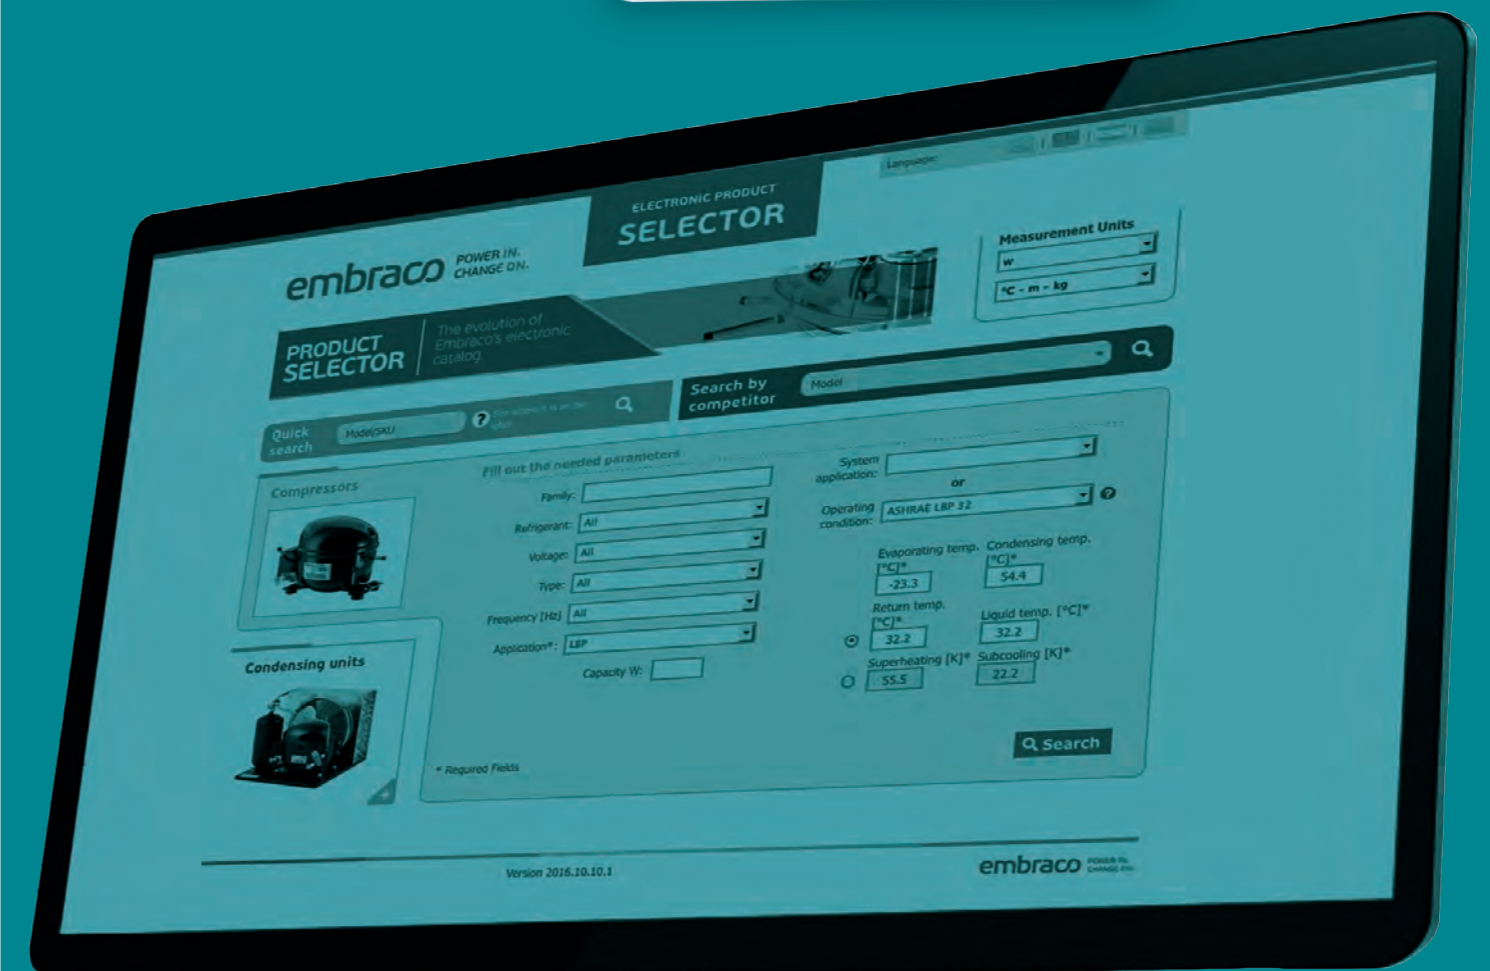 Language:
ELECTRONIC PRODUCT
SELECTOR
Measurement Units
W
°C - m - kg
embraco POWER IN.
CHANGE ON.
PRODUCT
SELECTOR
The evolution of
Embraco's electronic
catalog.
Quick
search
Model/SKU
?
Search by
competitor
Model
Compressors
Condensing units
+
Fill out the needed parameters
Family:
Refrigerant: All
Voltage: All
Type: All
Frequency [Hz] All
Application*: LBP
Capacity W:
System
application:
or
Operating
condition: ASHRAE LBP 32 ?
Evaporating temp. Condensing temp.
[°C]* [°C]*
-23.3 54.4
Return temp.
[°C]* Liquid temp. [°C]*
32.2 32.2
Superheating [K]* Subcooling [K]*
55.5 22.2
Search
* Required Fields
Version 2016.10.10.1
embraco POWER IN.
CHANGE ON.